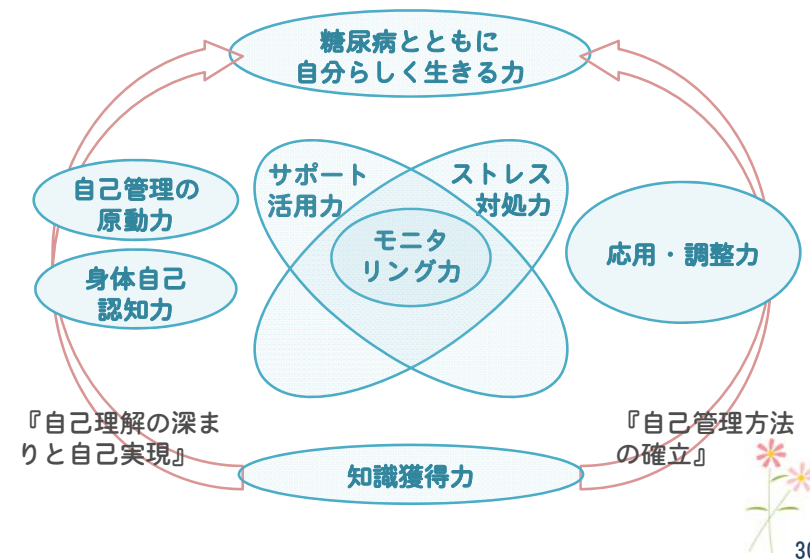 糖尿病とともに
自分らしく生きる力
サポート
活用力
ストレス
対処力
自己管理の
原動力
モニタ
リング力
応用・調整力
身体自己
認知力
『自己理解の深ま
りと自己実現』
『自己管理方法
の確立』
知識獲得力